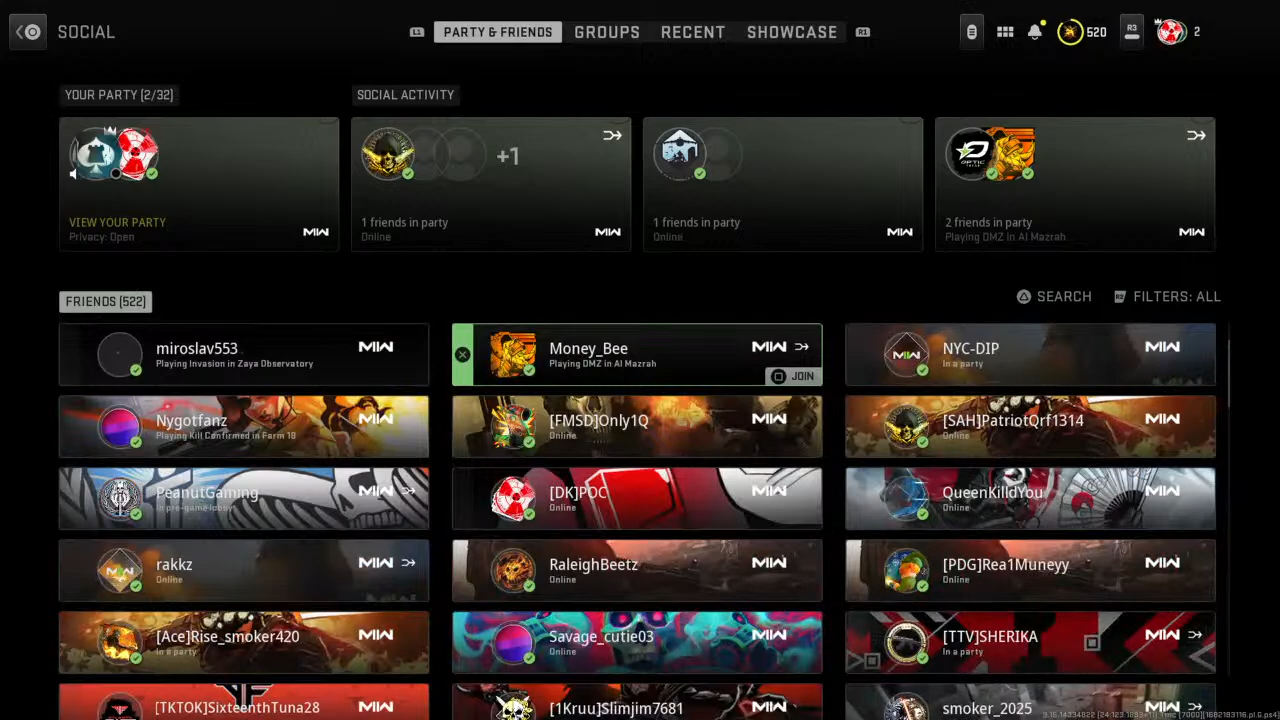 SOCIAL
L1 PARTY & FRIENDS GROUPS RECENT SHOWCASE R1
520 R3 2
YOUR PARTY (2/32)
SOCIAL ACTIVITY
VIEW YOUR PARTY
Privacy: Open
MW
+1
1 friends in party
Online
MW
1 friends in party
Online
MW
OPTIC
2 friends in party
Playing DMZ in Al Mazrah
MW
FRIENDS (522)
SEARCH
R2 FILTERS: ALL
miroslav553 MW
Playing Invasion in Zaya Observatory
Money_Bee MW
Playing DMZ in Al Mazrah
JOIN
NYC-DIP MW
In a party
Nygotfanz MW
Playing Kill Confirmed in Farm 18
[FMSD]Only1Q MW
Online
[SAH]PatriotQrf1314 MW
Online
PeanutGaming MW
In pre-game lobby
[DK]POC MW
Online
QueenKilldYou MW
Online
rakkz MW
Online
RaleighBeetz MW
Online
[PDG]Rea1Muneyy MW
Online
[Ace]Rise_smoker420 MW
In a party
Savage_cutie03 MW
Online
[TTV]SHERIKA MW
In a party
[TKTOK]SixteenthTuna28 MW
[1Kruu]Slimjim7681 MW
smoker_2025 MW